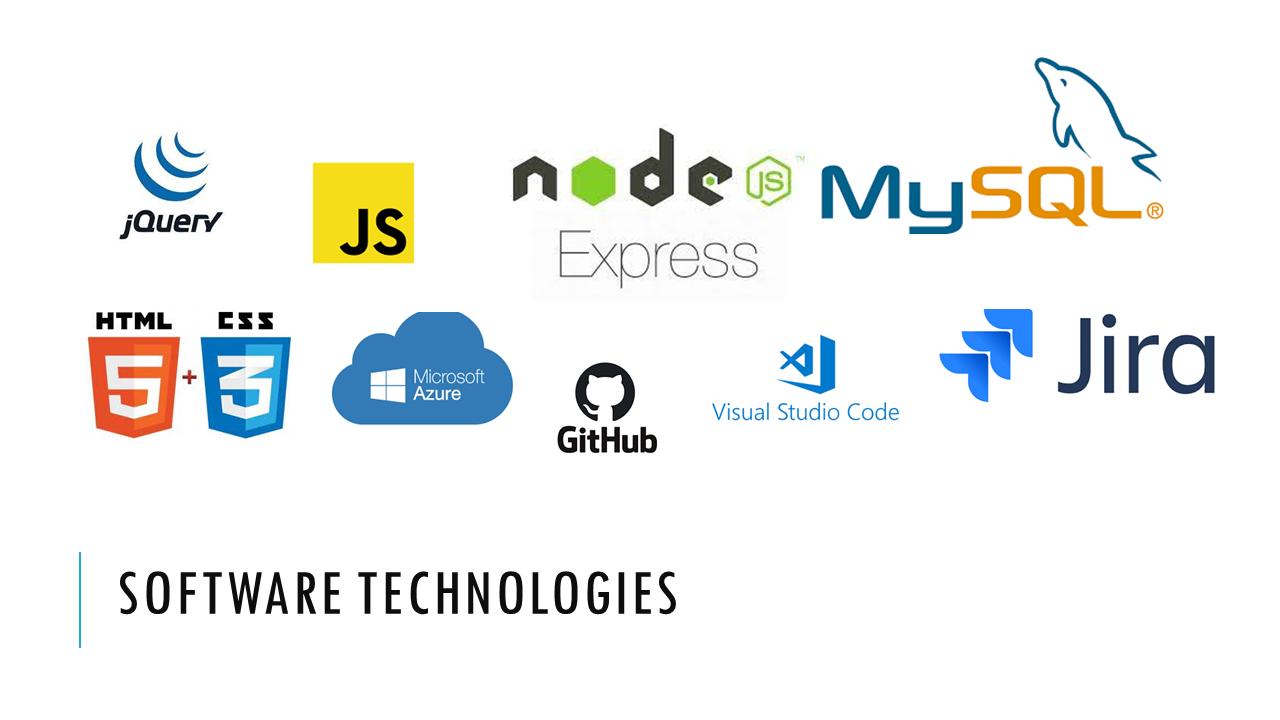 jQuery
JS
node JS ™
Express
MySQL®
HTML
5
+
CSS
3
Microsoft
Azure
GitHub
Visual Studio Code
Jira
SOFTWARE TECHNOLOGIES